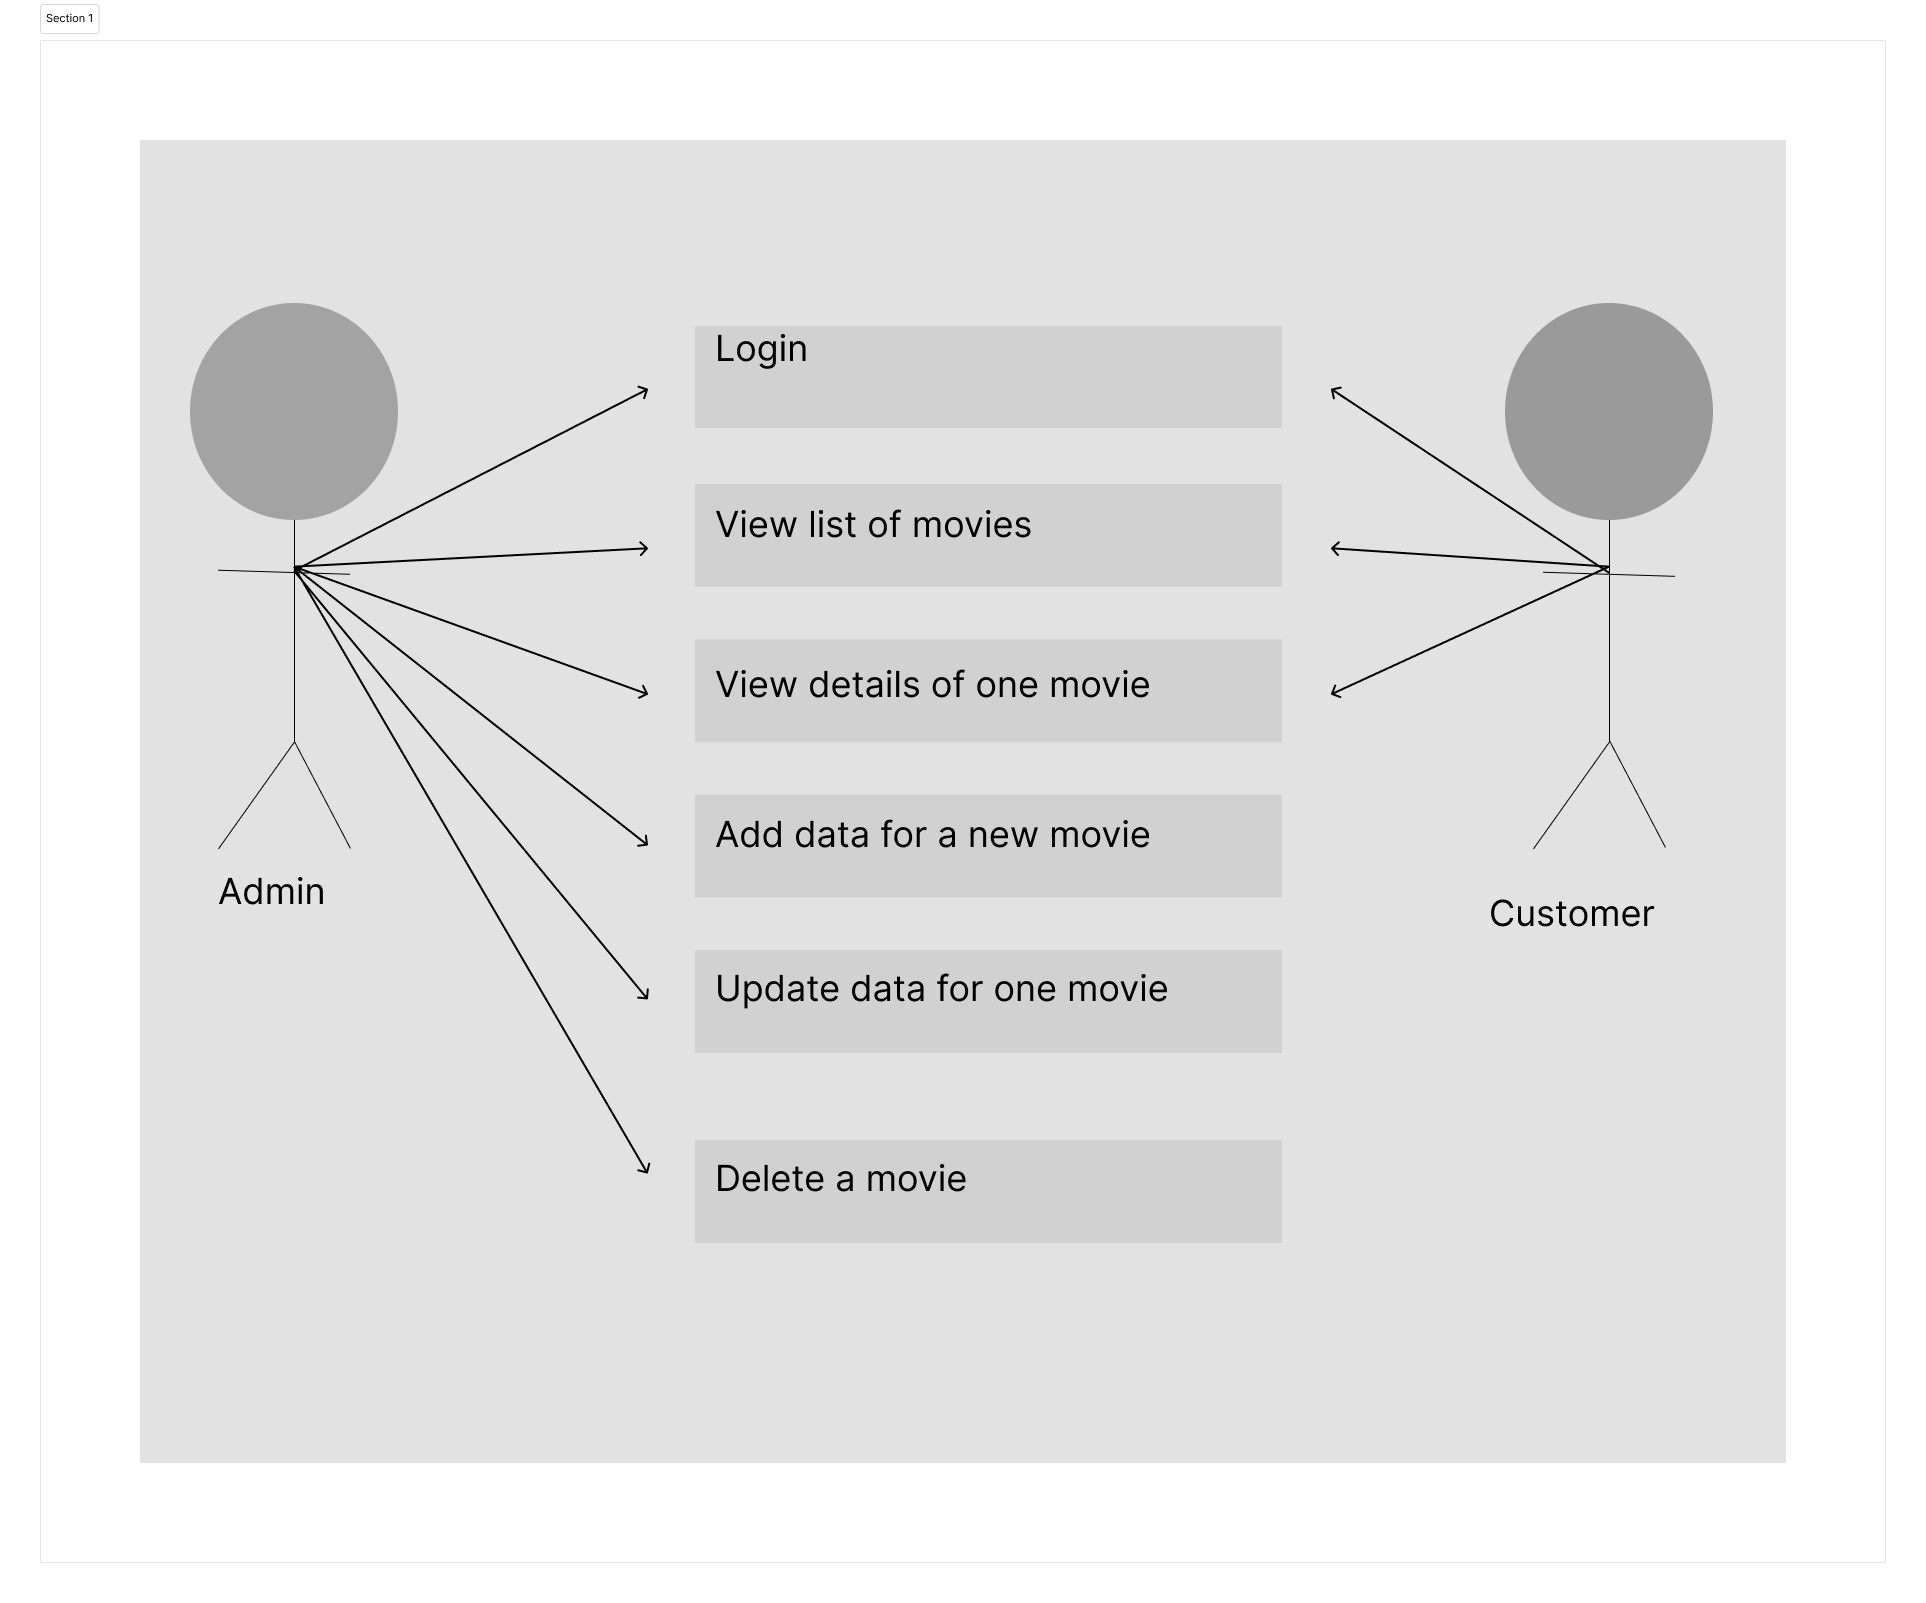 Section 1
Login
View list of movies
View details of one movie
Add data for a new movie
Admin
Customer
Update data for one movie
Delete a movie